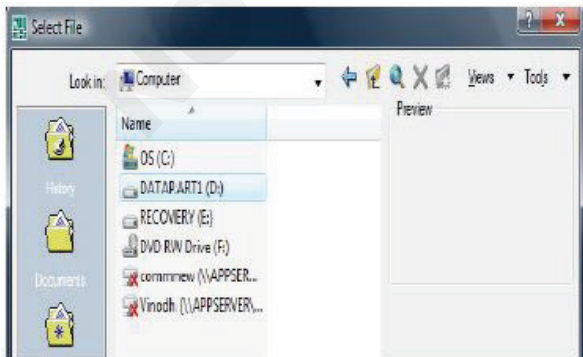 Select File
Look in: Computer Views Tools
Name Preview
OS (C:)
DATAPART1 (D:)
RECOVERY (E:)
DVD RW Drive (F:)
commnew (\\APPSER...
Vinodh (\\APPSERVER\...
History
Documents